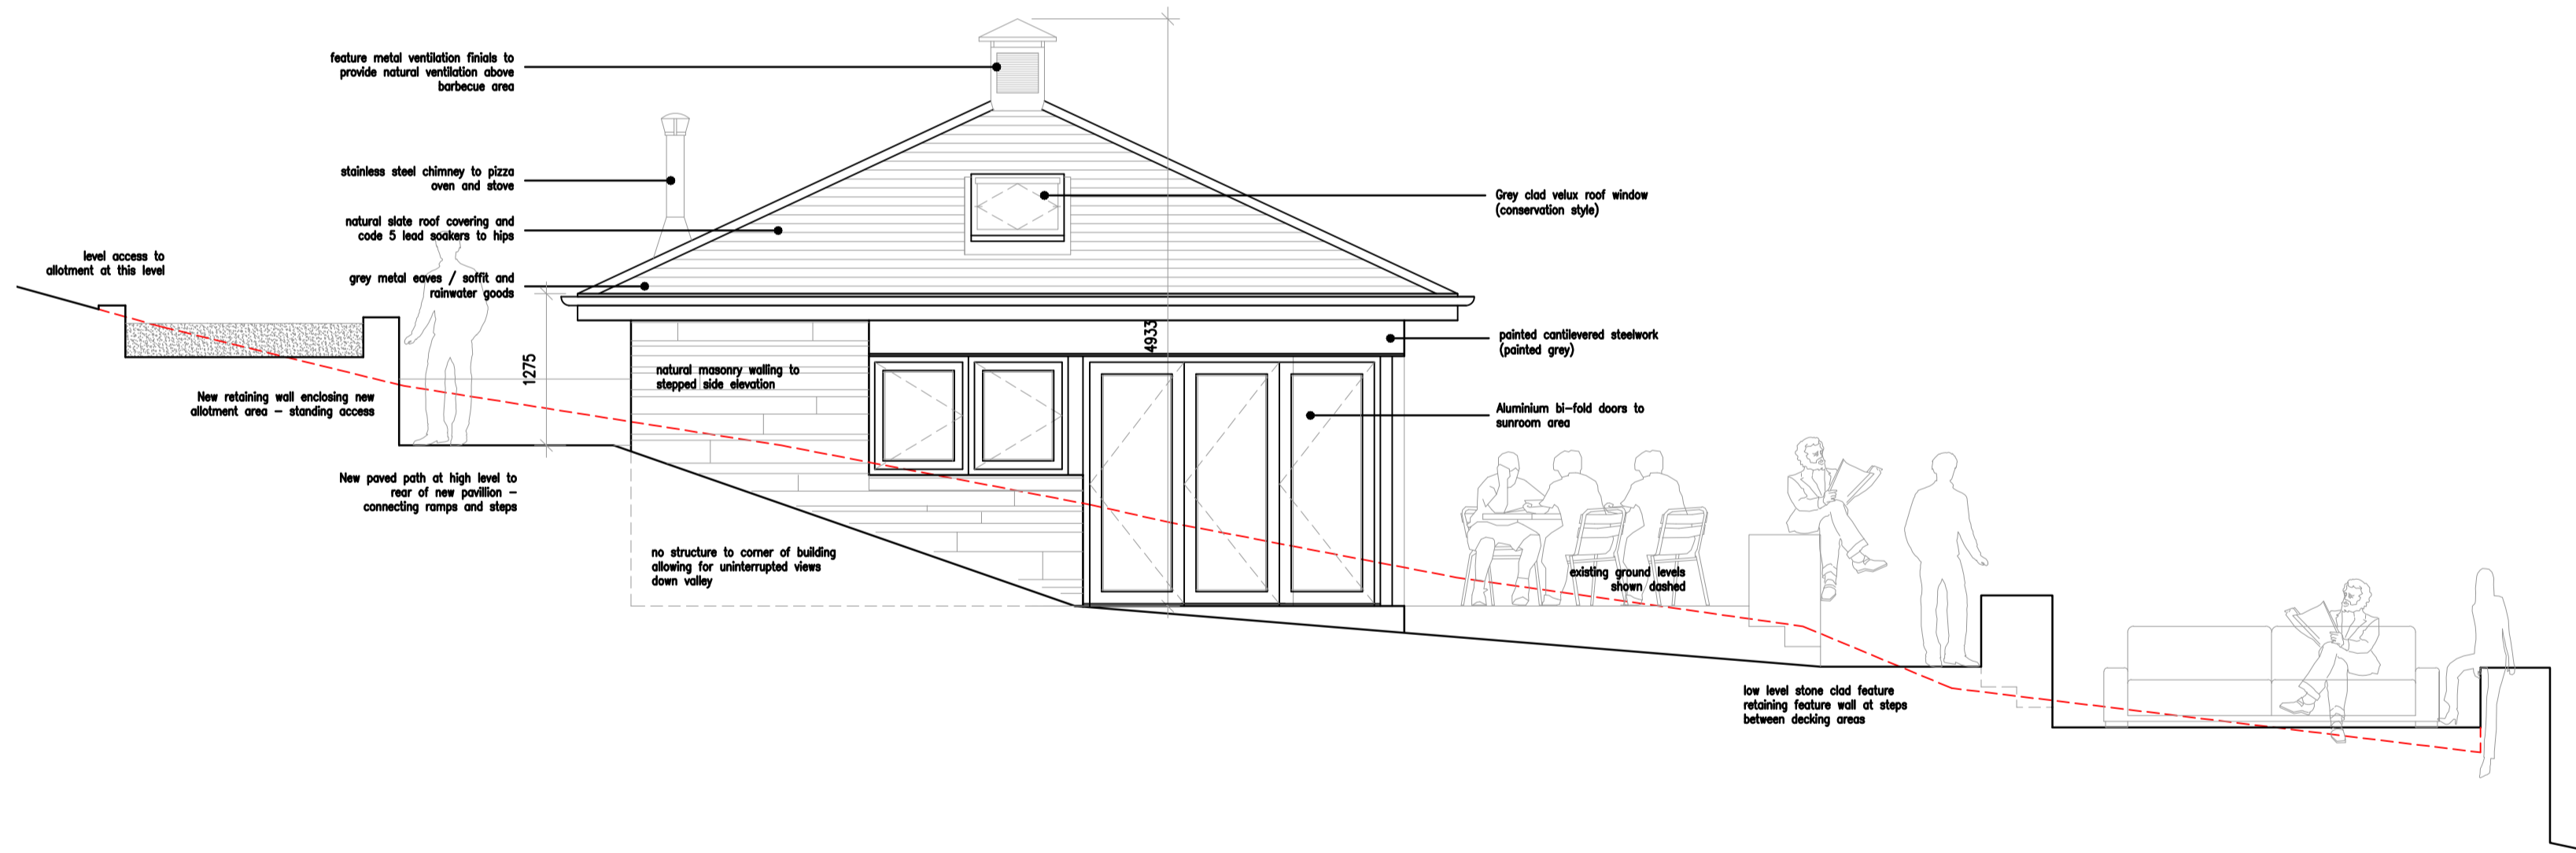 feature metal ventilation finials to
provide natural ventilation above
barbecue area
stainless steel chimney to pizza
oven and stove
natural slate roof covering and
code 5 lead soakers to hips
grey metal eaves / soffit and
rainwater goods
level access to
allotment at this level
New retaining wall enclosing new
allotment area – standing access
New paved path at high level to
rear of new pavillion –
connecting ramps and steps
1275
natural masonry walling to
stepped side elevation
no structure to corner of building
allowing for uninterrupted views
down valley
4933
Grey clad velux roof window
(conservation style)
painted cantilevered steelwork
(painted grey)
Aluminium bi-fold doors to
sunroom area
existing ground levels
shown dashed
low level stone clad feature
retaining feature wall at steps
between decking areas